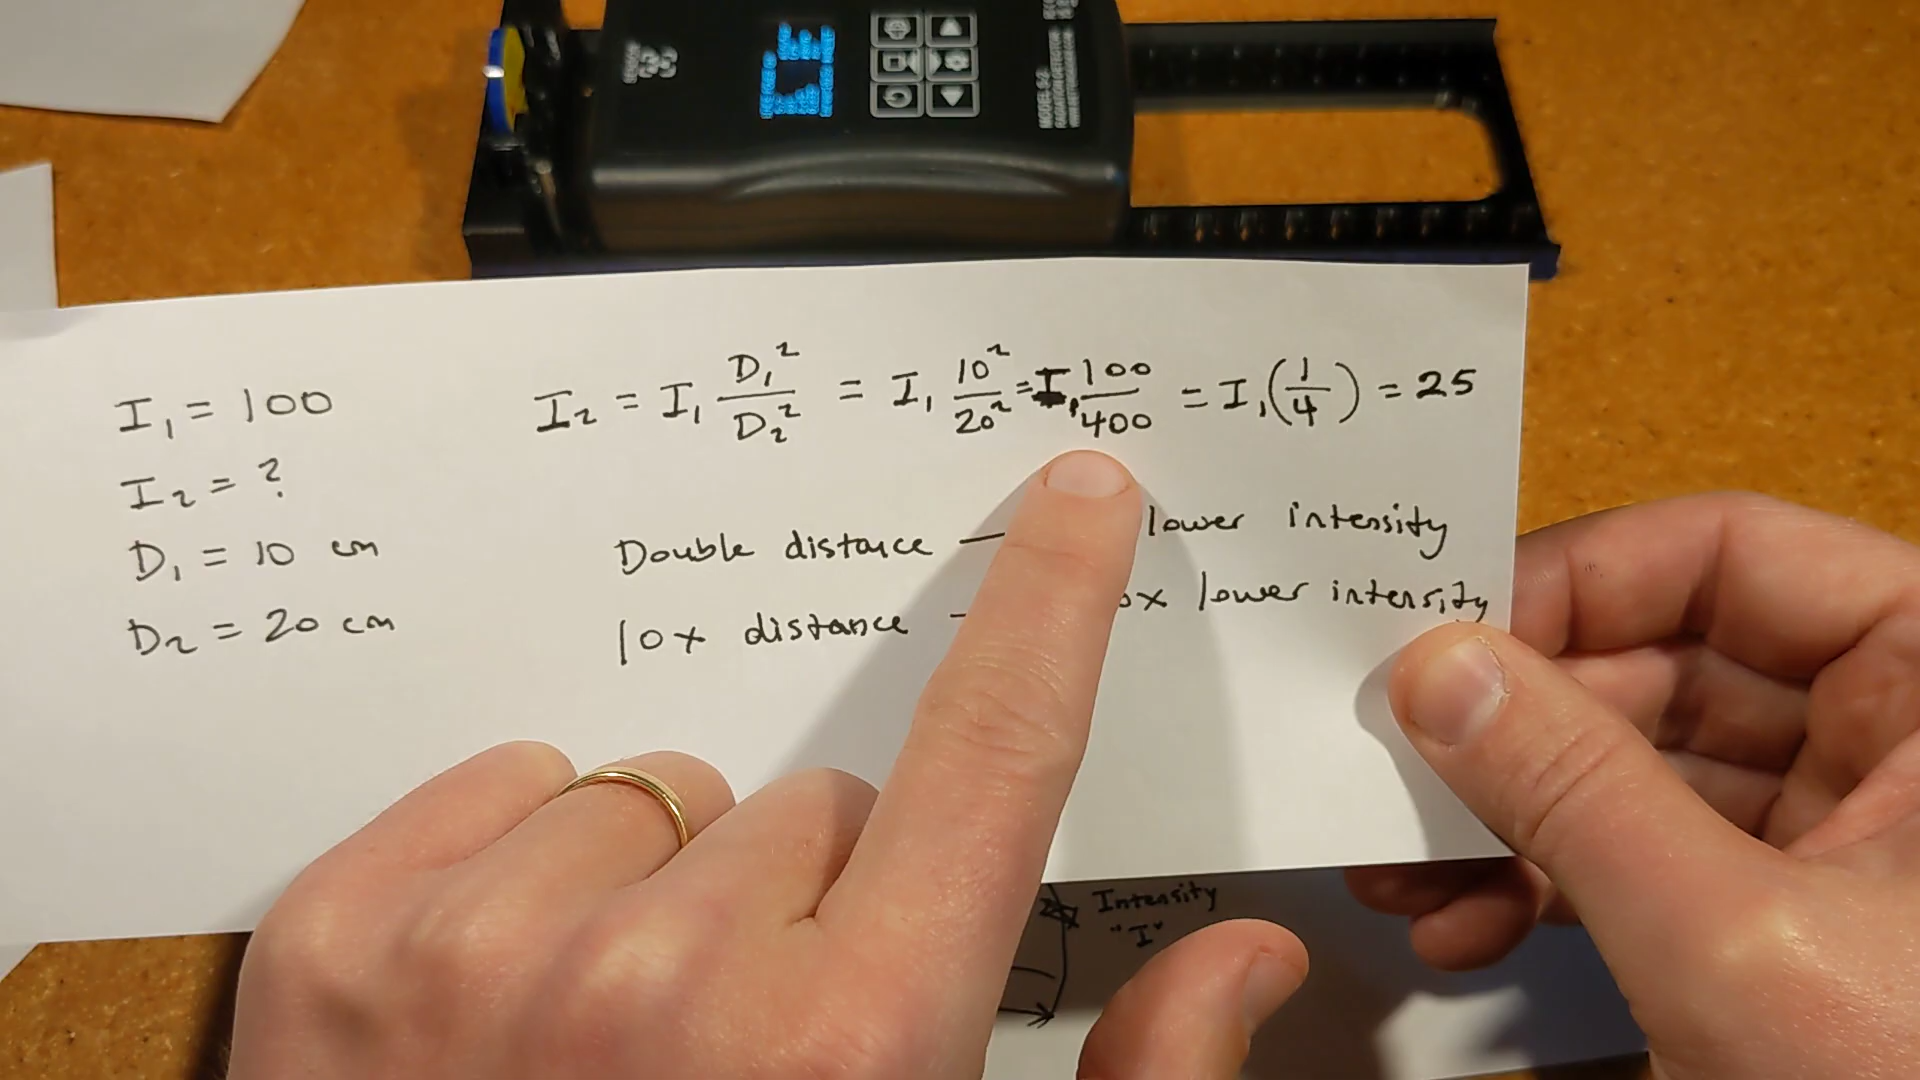 I₁ = 100
I₂ = ?
D₁ = 10 cm
D₂ = 20 cm
I₂ = I₁ D₁²/D₂² = I₁ 10²/20² = I₁ 100/400 = I₁(1/4) = 25
Double distance — lower intensity
10x distance - 0x lower intensity
Intensity
"I"